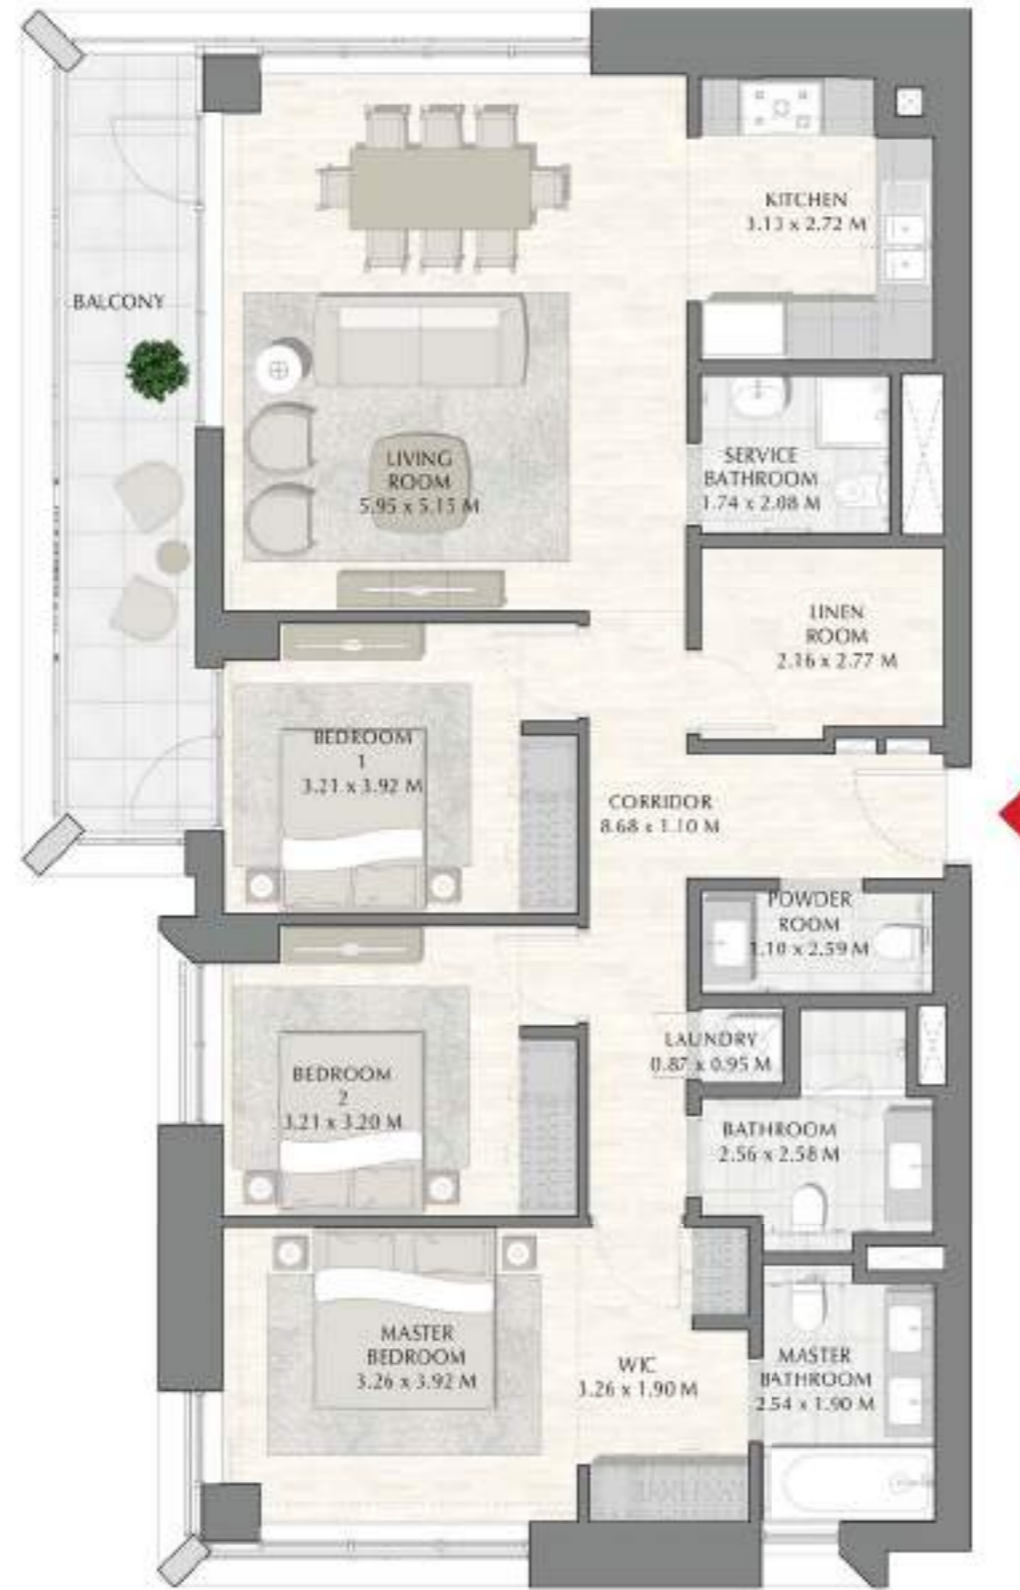 KITCHEN
3.13 x 2.72 M
BALCONY
LIVING
ROOM
5.95 x 5.15 M
SERVICE
BATHROOM
1.74 x 2.08 M
LINEN
ROOM
2.16 x 2.77 M
BEDROOM
1
3.21 x 3.92 M
CORRIDOR
8.68 x 1.10 M
POWDER
ROOM
1.10 x 2.59 M
LAUNDRY
0.87 x 0.95 M
BEDROOM
2
3.21 x 3.20 M
BATHROOM
2.56 x 2.58 M
MASTER
BEDROOM
3.26 x 3.92 M
WIC
3.26 x 1.90 M
MASTER
BATHROOM
2.54 x 1.90 M